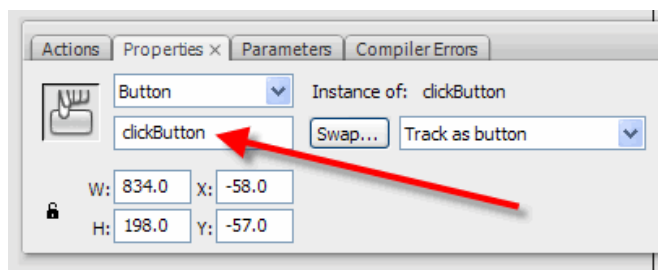 Actions Properties × Parameters Compiler Errors
Button Instance of: clickButton
clickButton Swap... Track as button
W: 834.0 X: -58.0
H: 198.0 Y: -57.0